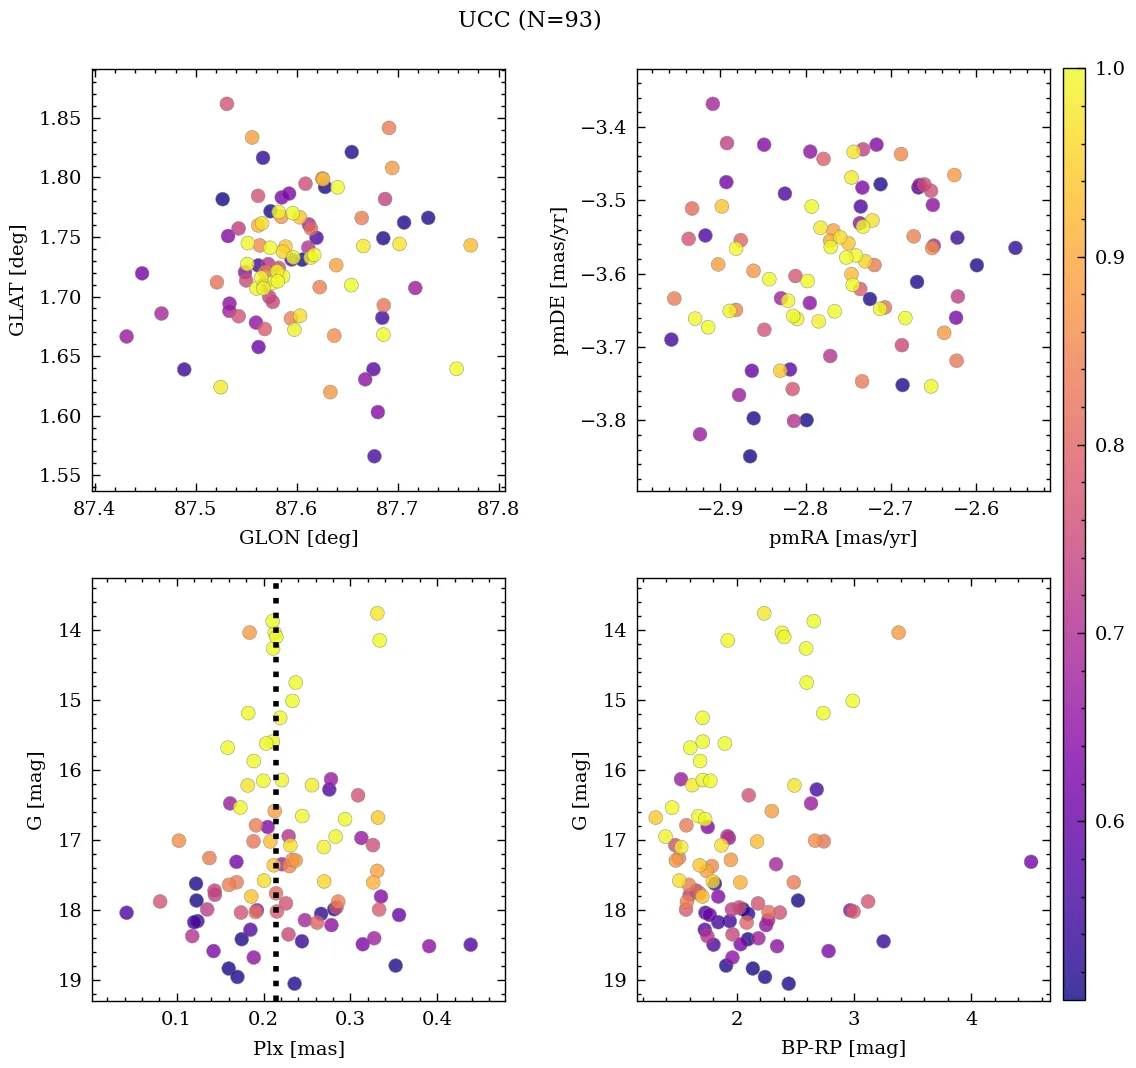 UCC (N=93)
1.85
1.80
1.75
1.70
1.65
1.60
1.55
GLAT [deg]
87.4 87.5 87.6 87.7 87.8
GLON [deg]
−3.4
−3.5
−3.6
−3.7
−3.8
pmDE [mas/yr]
−2.9 −2.8 −2.7 −2.6
pmRA [mas/yr]
1.0
0.9
0.8
0.7
0.6
14
15
16
17
18
19
G [mag]
0.1 0.2 0.3 0.4
Plx [mas]
14
15
16
17
18
19
G [mag]
2 3 4
BP-RP [mag]